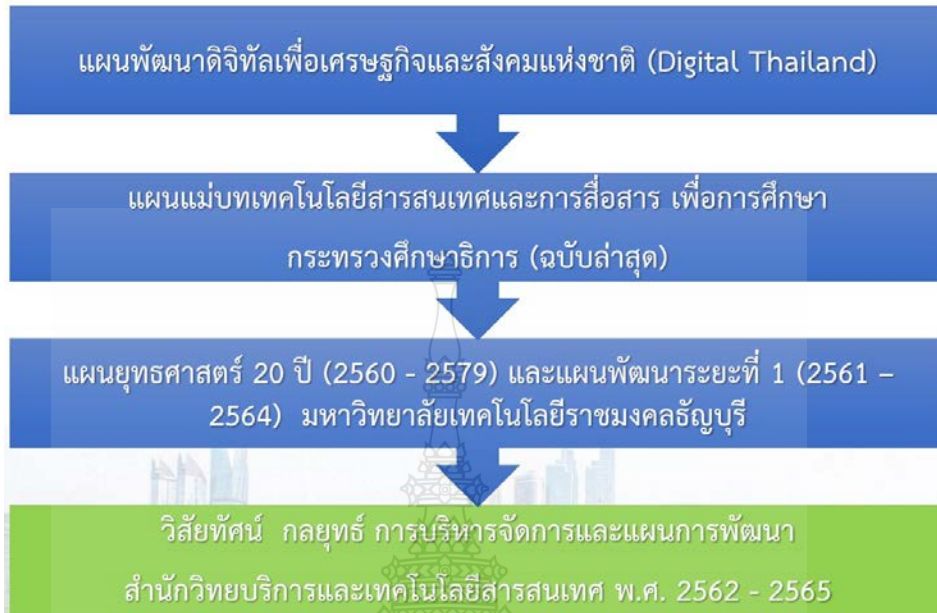 แผนพัฒนาดิจิทัลเพื่อเศรษฐกิจและสังคมแห่งชาติ (Digital Thailand)
แผนแม่บทเทคโนโลยีสารสนเทศและการสื่อสาร เพื่อการศึกษา
กระทรวงศึกษาธิการ (ฉบับล่าสุด)
แผนยุทธศาสตร์ 20 ปี (2560 - 2579) และแผนพัฒนาระยะที่ 1 (2561 –
2564) มหาวิทยาลัยเทคโนโลยีราชมงคลธัญบุรี
วิสัยทัศน์ กลยุทธ์ การบริหารจัดการและแผนการพัฒนา
สำนักวิทยบริการและเทคโนโลยีสารสนเทศ พ.ศ. 2562 - 2565